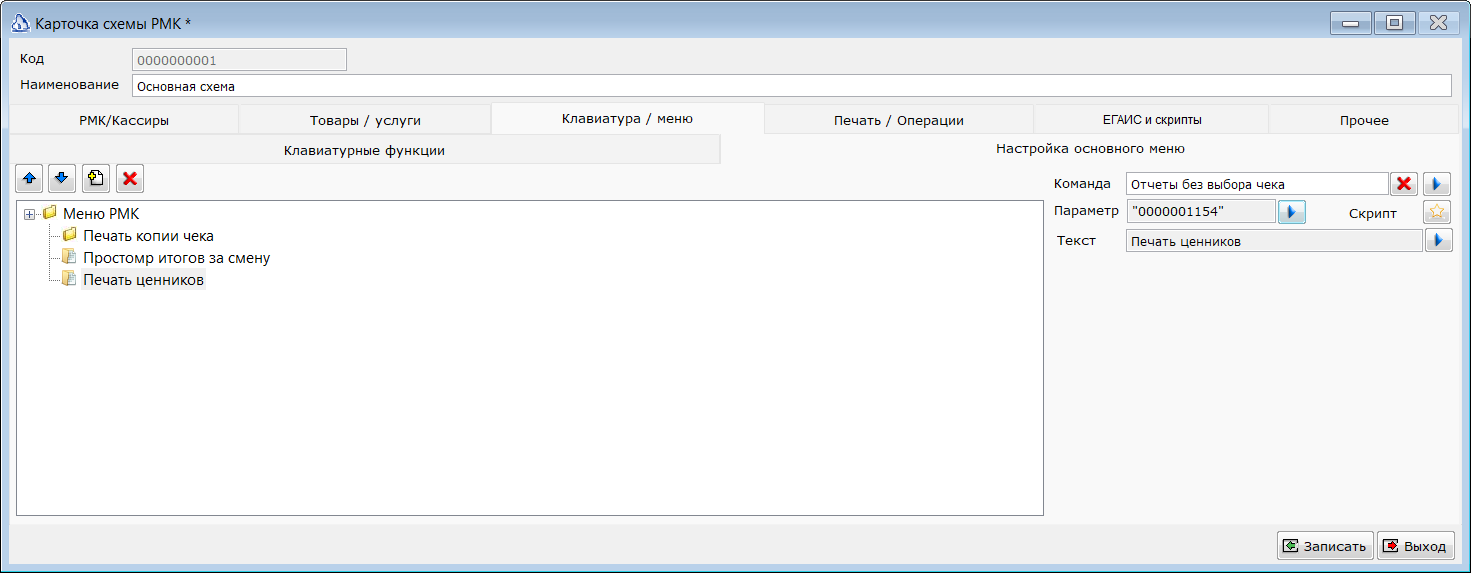 Карточка схемы РМК *
Код 0000000001
Наименование Основная схема
РМК/Кассиры Товары / услуги Клавиатура / меню Печать / Операции ЕГАИС и скрипты Прочее
Клавиатурные функции Настройка основного меню
Команда Отчеты без выбора чека
Параметр "0000001154" Скрипт
Текст Печать ценников
Меню РМК
Печать копии чека
Простомр итогов за смену
Печать ценников
Записать Выход